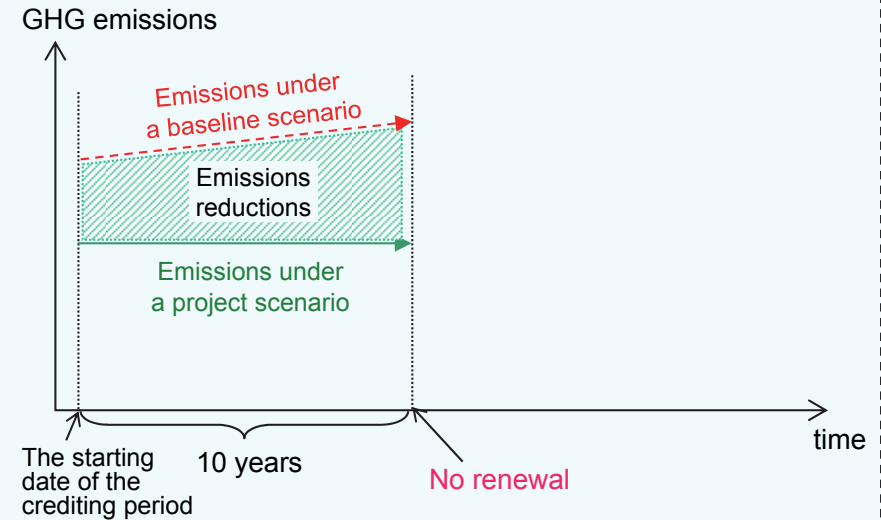 GHG emissions
Emissions under
a baseline scenario
Emissions
reductions
Emissions under
a project scenario
time
The starting
date of the
crediting period
10 years
No renewal